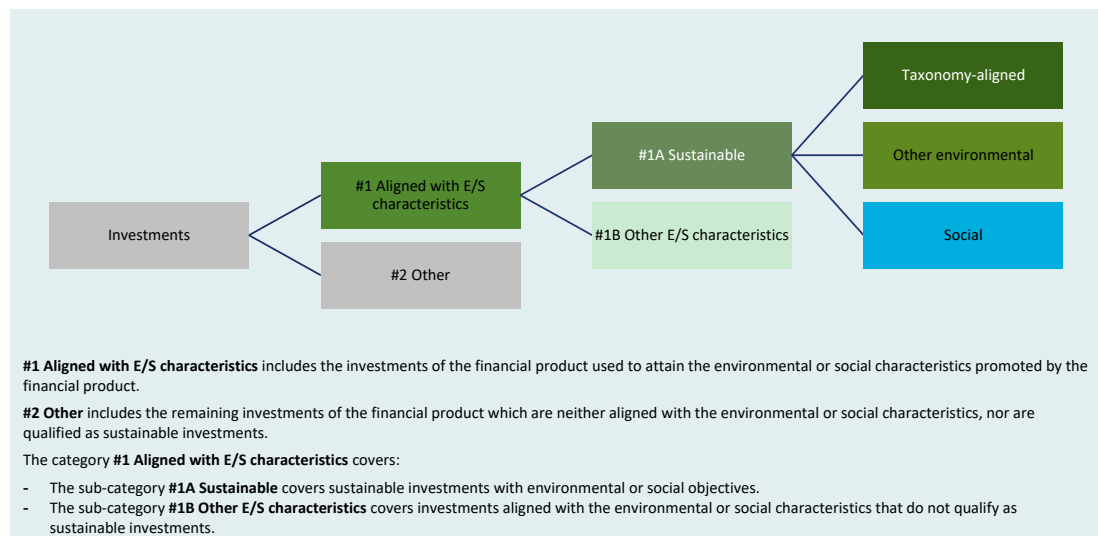 Taxonomy-aligned
#1A Sustainable
Other environmental
#1 Aligned with E/S
characteristics
Investments
#1B Other E/S characteristics
Social
#2 Other
#1 Aligned with E/S characteristics includes the investments of the financial product used to attain the environmental or social characteristics promoted by the
financial product.
#2 Other includes the remaining investments of the financial product which are neither aligned with the environmental or social characteristics, nor are
qualified as sustainable investments.
The category #1 Aligned with E/S characteristics covers:
- The sub-category #1A Sustainable covers sustainable investments with environmental or social objectives.
- The sub-category #1B Other E/S characteristics covers investments aligned with the environmental or social characteristics that do not qualify as
sustainable investments.